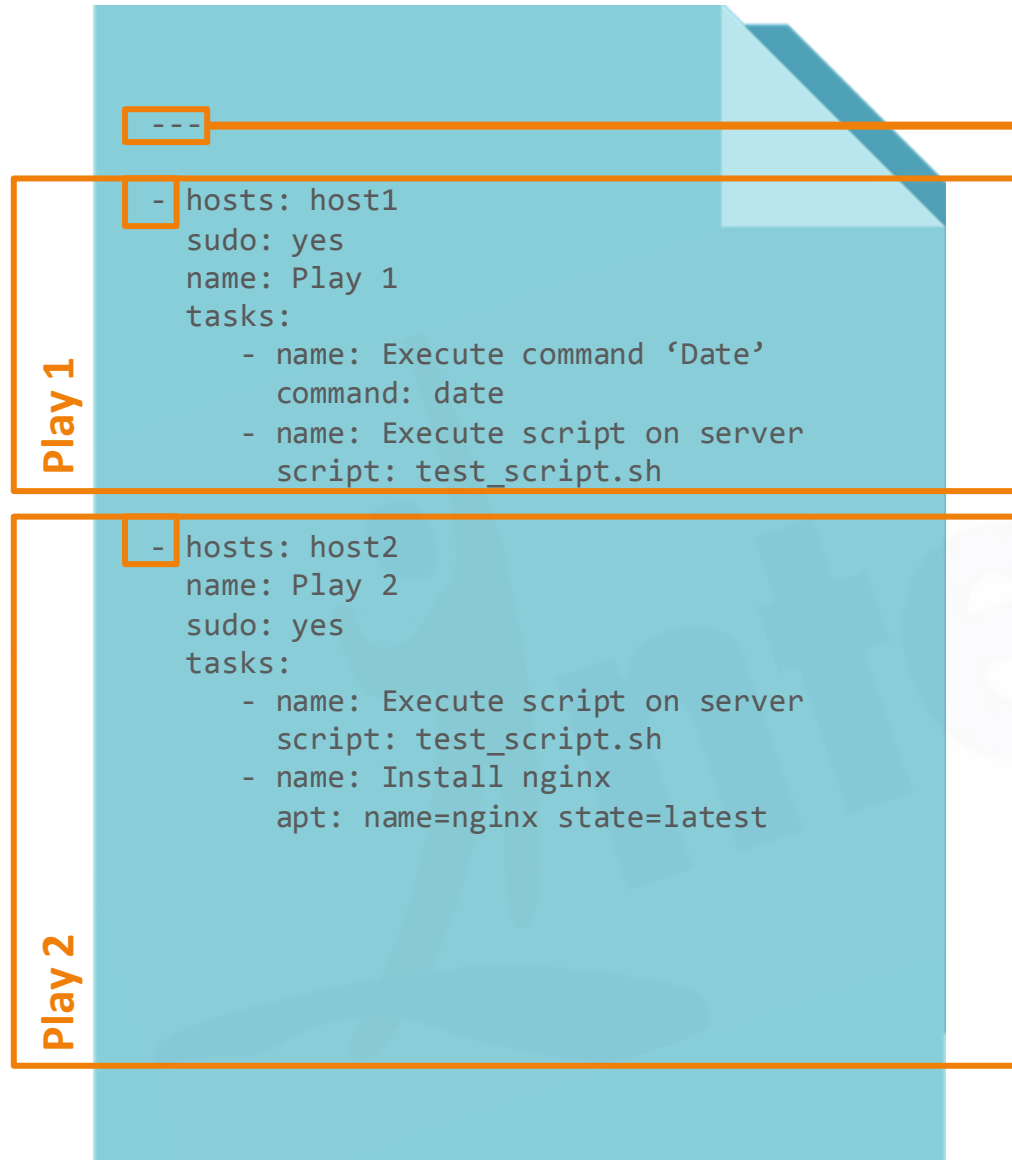 ---
Play 1
- hosts: host1
sudo: yes
name: Play 1
tasks:
- name: Execute command ‘Date’
command: date
- name: Execute script on server
script: test_script.sh
Play 2
- hosts: host2
name: Play 2
sudo: yes
tasks:
- name: Execute script on server
script: test_script.sh
- name: Install nginx
apt: name=nginx state=latest